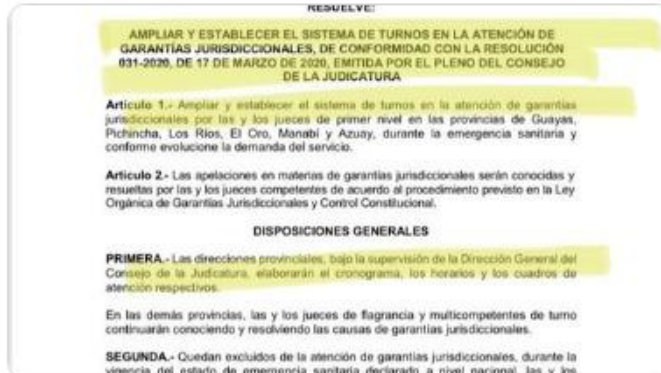 RESUELVE:
AMPLIAR Y ESTABLECER EL SISTEMA DE TURNOS EN LA ATENCIÓN DE
GARANTÍAS JURISDICCIONALES, DE CONFORMIDAD CON LA RESOLUCIÓN
031-2020, DE 17 DE MARZO DE 2020, EMITIDA POR EL PLENO DEL CONSEJO
DE LA JUDICATURA
Artículo 1.- Ampliar y establecer el sistema de turnos en la atención de garantías
jurisdiccionales por las y los jueces de primer nivel en las provincias de Guayas,
Pichincha, Los Ríos, El Oro, Manabí y Azuay, durante la emergencia sanitaria y
conforme evolucione la demanda del servicio.
Artículo 2.- Las apelaciones en materias de garantías jurisdiccionales serán conocidas y
resueltas por las y los jueces competentes de acuerdo al procedimiento previsto en la Ley
Orgánica de Garantías Jurisdiccionales y Control Constitucional.
DISPOSICIONES GENERALES
PRIMERA.- Las direcciones provinciales, bajo la supervisión de la Dirección General del
Consejo de la Judicatura, elaborarán el cronograma, los horarios y los cuadros de
atención respectivos.
En las demás provincias, las y los jueces de flagrancia y multicompetentes de turno
continuarán conociendo y resolviendo las causas de garantías jurisdiccionales.
SEGUNDA.- Quedan excluidos de la atención de garantías jurisdiccionales, durante la
vigencia del estado de emergencia sanitaria declarado a nivel nacional, las y los